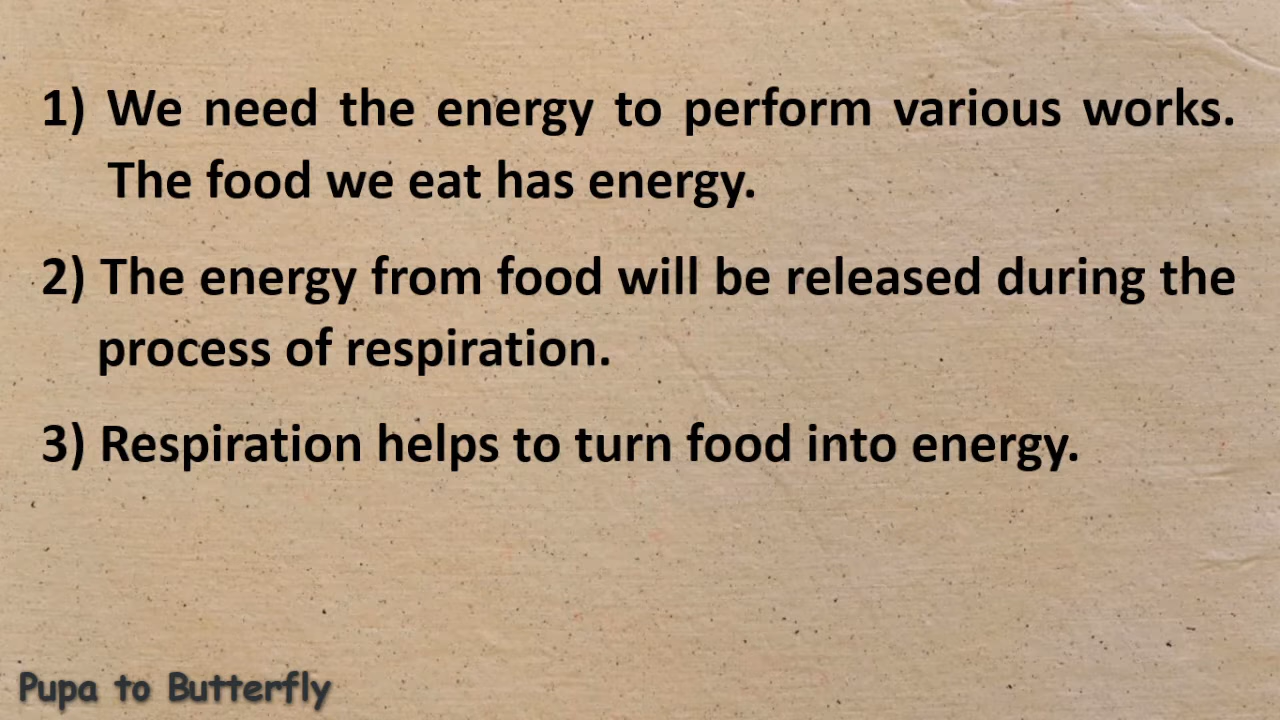 1) We need the energy to perform various works.
The food we eat has energy.
2) The energy from food will be released during the
process of respiration.
3) Respiration helps to turn food into energy.
Pupa to Butterfly